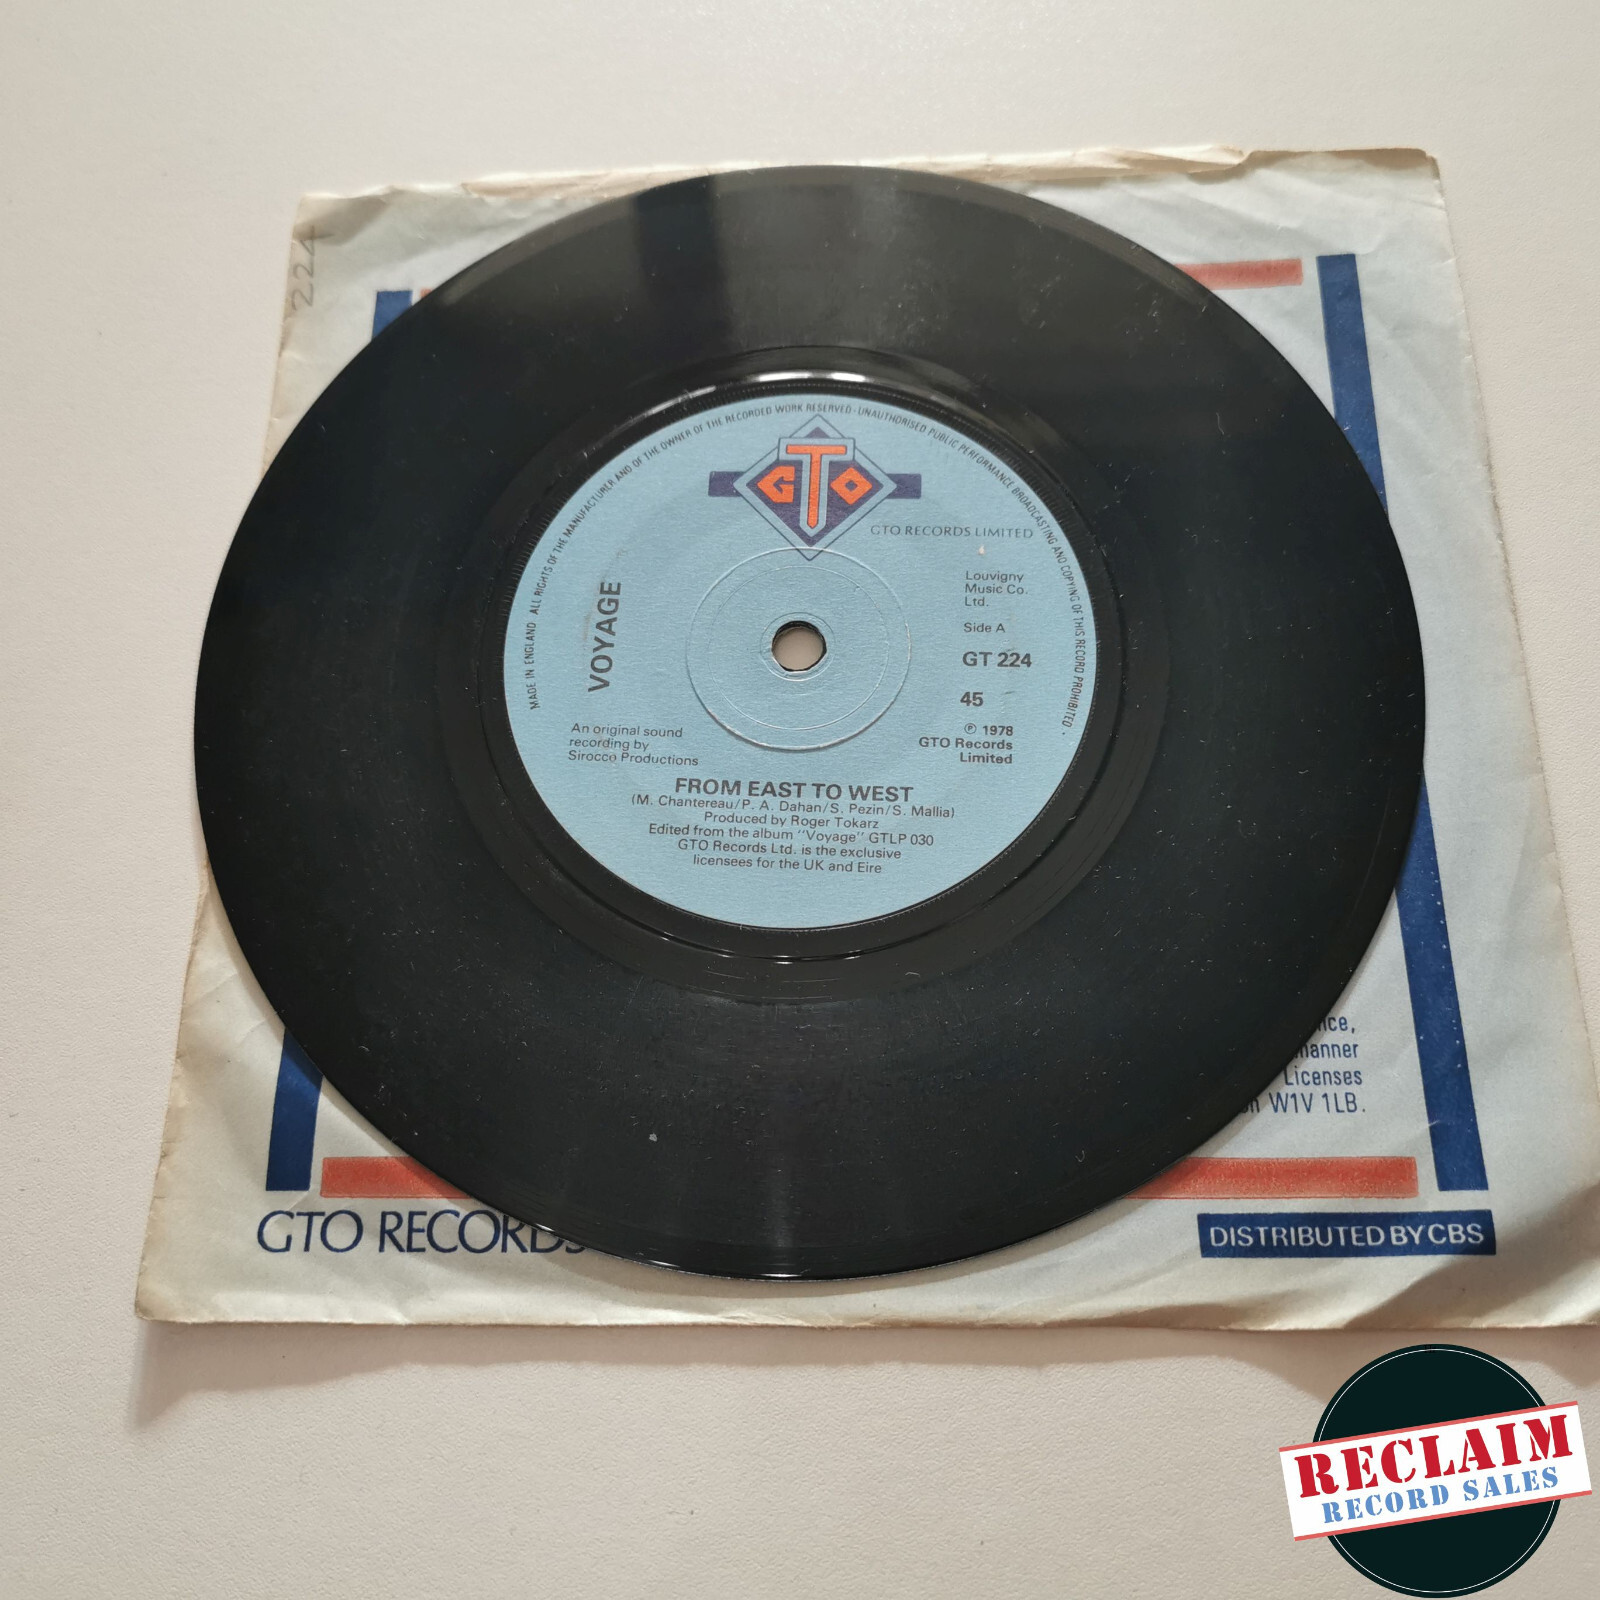 224
MADE IN ENGLAND ALL RIGHTS OF THE MANUFACTURER AND OF THE OWNER OF THE RECORDED WORK RESERVED · UNAUTHORISED PUBLIC PERFORMANCE BROADCASTING AND COPYING OF THIS RECORD PROHIBITED.
GTO
GTO RECORDS LIMITED
VOYAGE
Louvigny
Music Co.
Ltd.
Side A
GT 224
45
℗ 1978
GTO Records
Limited
An original sound
recording by
Sirocco Productions
FROM EAST TO WEST
(M. Chantereau/P. A. Dahan/S. Pezin/S. Mallia)
Produced by Roger Tokarz
Edited from the album "Voyage" GTLP 030
GTO Records Ltd. is the exclusive
licensees for the UK and Eire
manner
Licenses
W1V 1LB.
GTO RECORDS
DISTRIBUTED BY CBS
RECLAIM
RECORD SALES